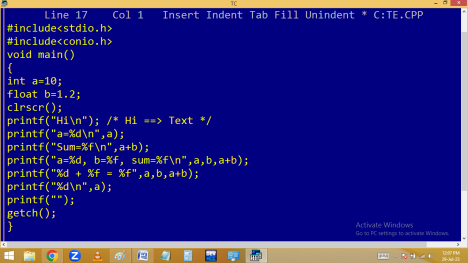 TC
Line 17 Col 1 Insert Indent Tab Fill Unindent * C:TE.CPP
#include<stdio.h>
#include<conio.h>
void main()
{
int a=10;
float b=1.2;
clrscr();
printf("Hi\n"); /* Hi ==> Text */
printf("a=%d\n",a);
printf("Sum=%f\n",a+b);
printf("a=%d, b=%f, sum=%f\n",a,b,a+b);
printf("%d + %f = %f",a,b,a+b);
printf("%d\n",a);
printf("");
getch();
}
Activate Windows
Go to PC settings to activate Windows.